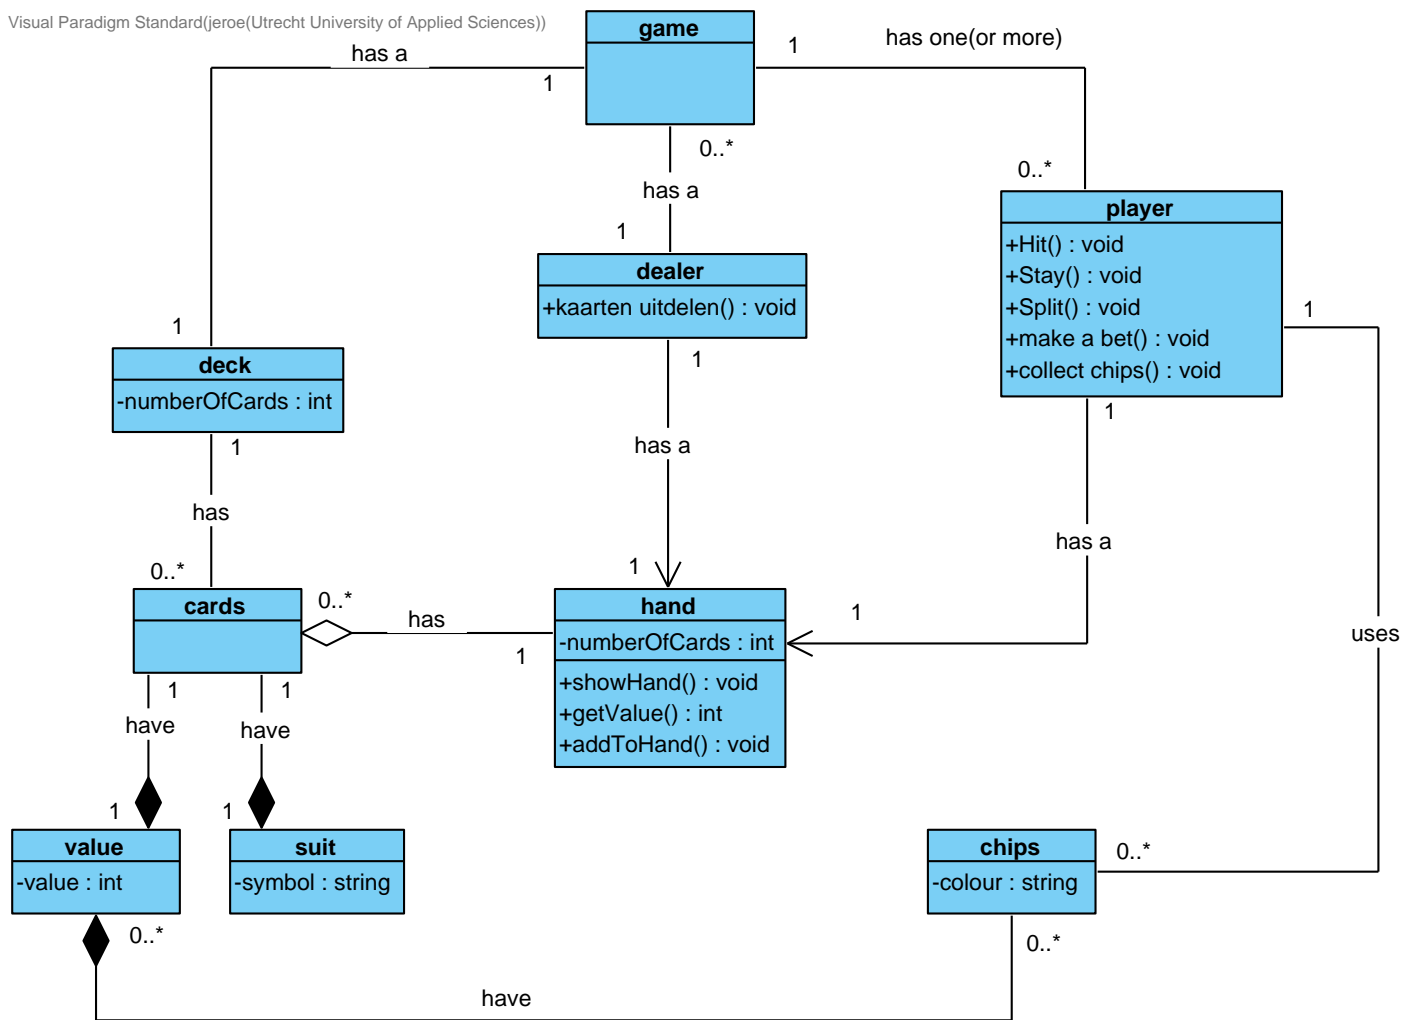 Visual Paradigm Standard(jeroe(Utrecht University of Applied Sciences))
game
has a
1
1
has one(or more)
0..*
0..*
has a
1
player
+Hit() : void
+Stay() : void
+Split() : void
+make a bet() : void
+collect chips() : void
1
1
dealer
+kaarten uitdelen() : void
1
1
deck
-numberOfCards : int
1
has a
has
has a
0..*
1
cards
0..*
has
1
hand
-numberOfCards : int
+showHand() : void
+getValue() : int
+addToHand() : void
1
uses
1
1
have
have
1
1
value
-value : int
suit
-symbol : string
chips
-colour : string
0..*
0..*
0..*
have